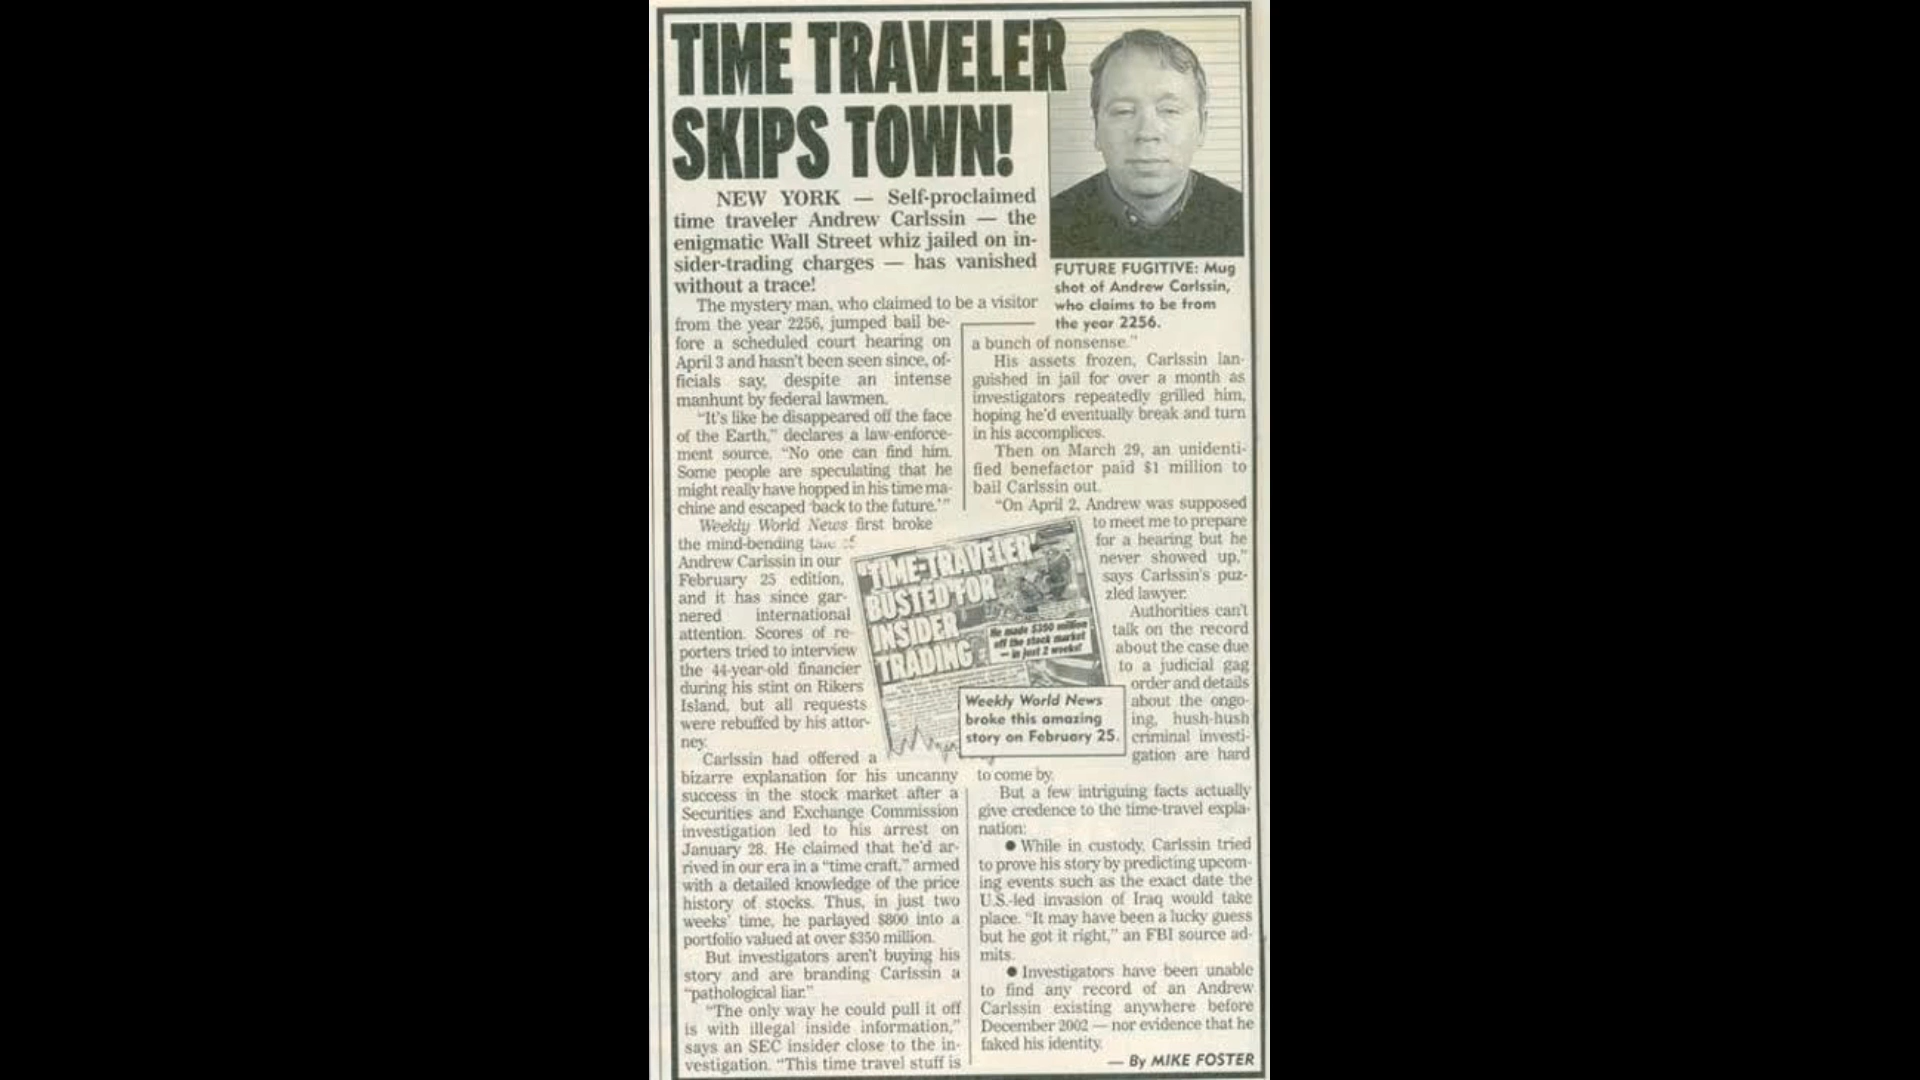 TIME TRAVELER
SKIPS TOWN!
NEW YORK — Self-proclaimed
time traveler Andrew Carlssin — the
enigmatic Wall Street whiz jailed on in-
sider-trading charges — has vanished
without a trace!
The mystery man, who claimed to be a visitor
from the year 2256, jumped bail be-
fore a scheduled court hearing on
April 3 and hasn't been seen since, of-
ficials say, despite an intense
manhunt by federal lawmen.
"It's like he disappeared off the face
of the Earth," declares a law-enforce-
ment source. "No one can find him.
Some people are speculating that he
might really have hopped in his time ma-
chine and escaped 'back to the future.'"
Weekly World News first broke
the mind-bending tale of
Andrew Carlssin in our
February 25 edition,
and it has since gar-
nered international
attention. Scores of re-
porters tried to interview
the 44-year-old financier
during his stint on Rikers
Island, but all requests
were rebuffed by his attor-
ney.
Carlssin had offered a
bizarre explanation for his uncanny
success in the stock market after a
Securities and Exchange Commission
investigation led to his arrest on
January 28. He claimed that he'd ar-
rived in our era in a "time craft," armed
with a detailed knowledge of the price
history of stocks. Thus, in just two
weeks' time, he parlayed $800 into a
portfolio valued at over $350 million.
But investigators aren't buying his
story and are branding Carlssin a
"pathological liar."
"The only way he could pull it off
is with illegal inside information,"
says an SEC insider close to the in-
vestigation. "This time travel stuff is
FUTURE FUGITIVE: Mug
shot of Andrew Carlssin,
who claims to be from
the year 2256.
a bunch of nonsense."
His assets frozen, Carlssin lan-
guished in jail for over a month as
investigators repeatedly grilled him,
hoping he'd eventually break and turn
in his accomplices.
Then on March 29, an unidenti-
fied benefactor paid $1 million to
bail Carlssin out.
"On April 2, Andrew was supposed
to meet me to prepare
for a hearing but he
never showed up,"
says Carlssin's puz-
zled lawyer.
Authorities can't
talk on the record
about the case due
to a judicial gag
order and details
about the ongo-
ing, hush-hush
criminal investi-
gation are hard
to come by.
But a few intriguing facts actually
give credence to the time-travel expla-
nation:
● While in custody, Carlssin tried
to prove his story by predicting upcom-
ing events such as the exact date the
U.S.-led invasion of Iraq would take
place. "It may have been a lucky guess
but he got it right," an FBI source ad-
mits.
● Investigators have been unable
to find any record of an Andrew
Carlssin existing anywhere before
December 2002 — nor evidence that he
faked his identity.
— By MIKE FOSTER
'TIME-TRAVELER'
BUSTED FOR
INSIDER
TRADING
He made $350 million
off the stock market
— in just 2 weeks!
Weekly World News
broke this amazing
story on February 25.